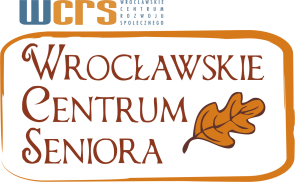 WCRS
WROCŁAWSKIE
CENTRUM
ROZWOJU
SPOŁECZNEGO
WROCŁAWSKIE
CENTRUM
SENIORA